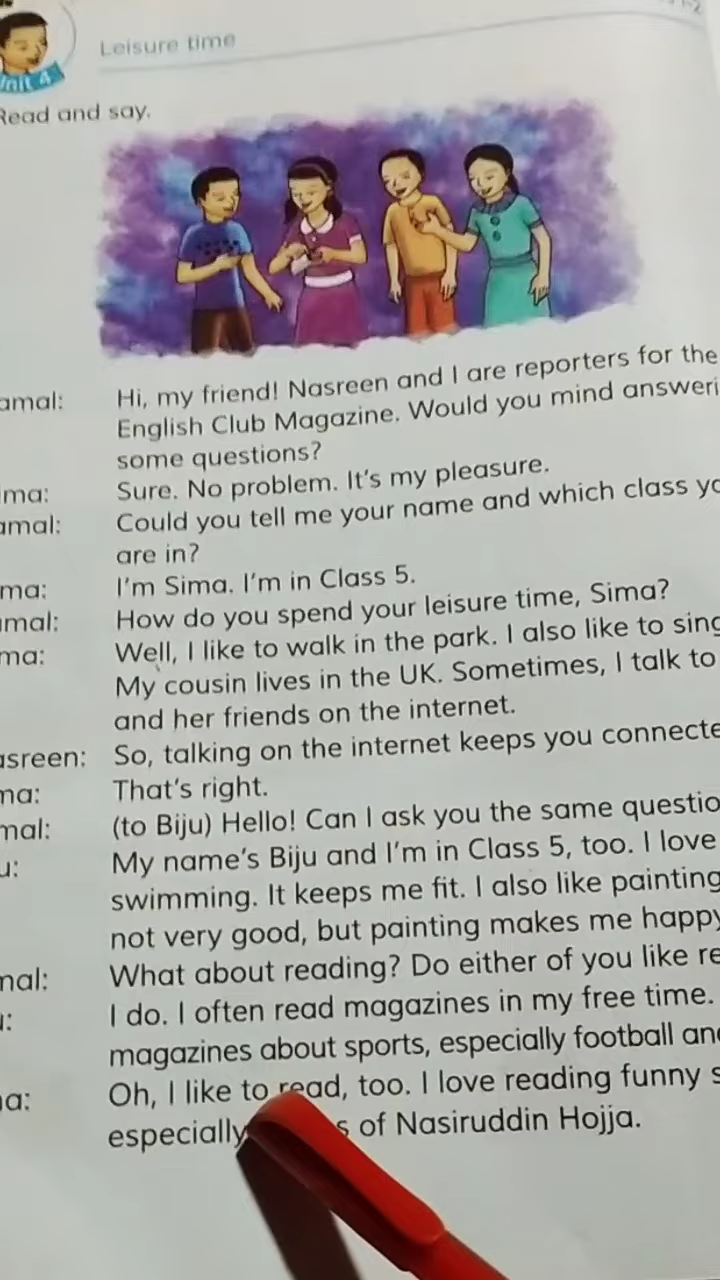 Leisure time
Unit 4
Read and say.
amal: Hi, my friend! Nasreen and I are reporters for the
English Club Magazine. Would you mind answeri
some questions?
ma: Sure. No problem. It's my pleasure.
amal: Could you tell me your name and which class yo
are in?
ma: I'm Sima. I'm in Class 5.
amal: How do you spend your leisure time, Sima?
ma: Well, I like to walk in the park. I also like to sing
My cousin lives in the UK. Sometimes, I talk to
and her friends on the internet.
asreen: So, talking on the internet keeps you connecte
ma: That's right.
mal: (to Biju) Hello! Can I ask you the same questio
u: My name's Biju and I'm in Class 5, too. I love
swimming. It keeps me fit. I also like painting
not very good, but painting makes me happy
mal: What about reading? Do either of you like re
u: I do. I often read magazines in my free time.
magazines about sports, especially football an
a: Oh, I like to read, too. I love reading funny s
especially s of Nasiruddin Hojja.